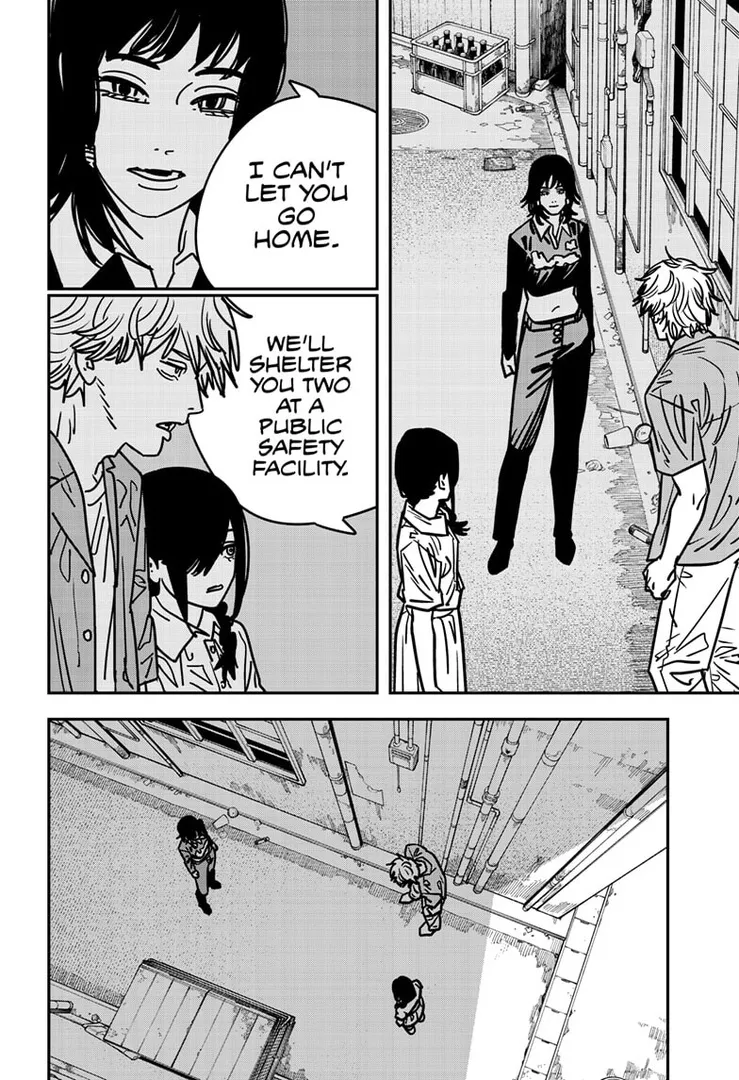 I CAN'T
LET YOU
GO
HOME.
WE'LL
SHELTER
YOU TWO
AT A
PUBLIC
SAFETY
FACILITY.